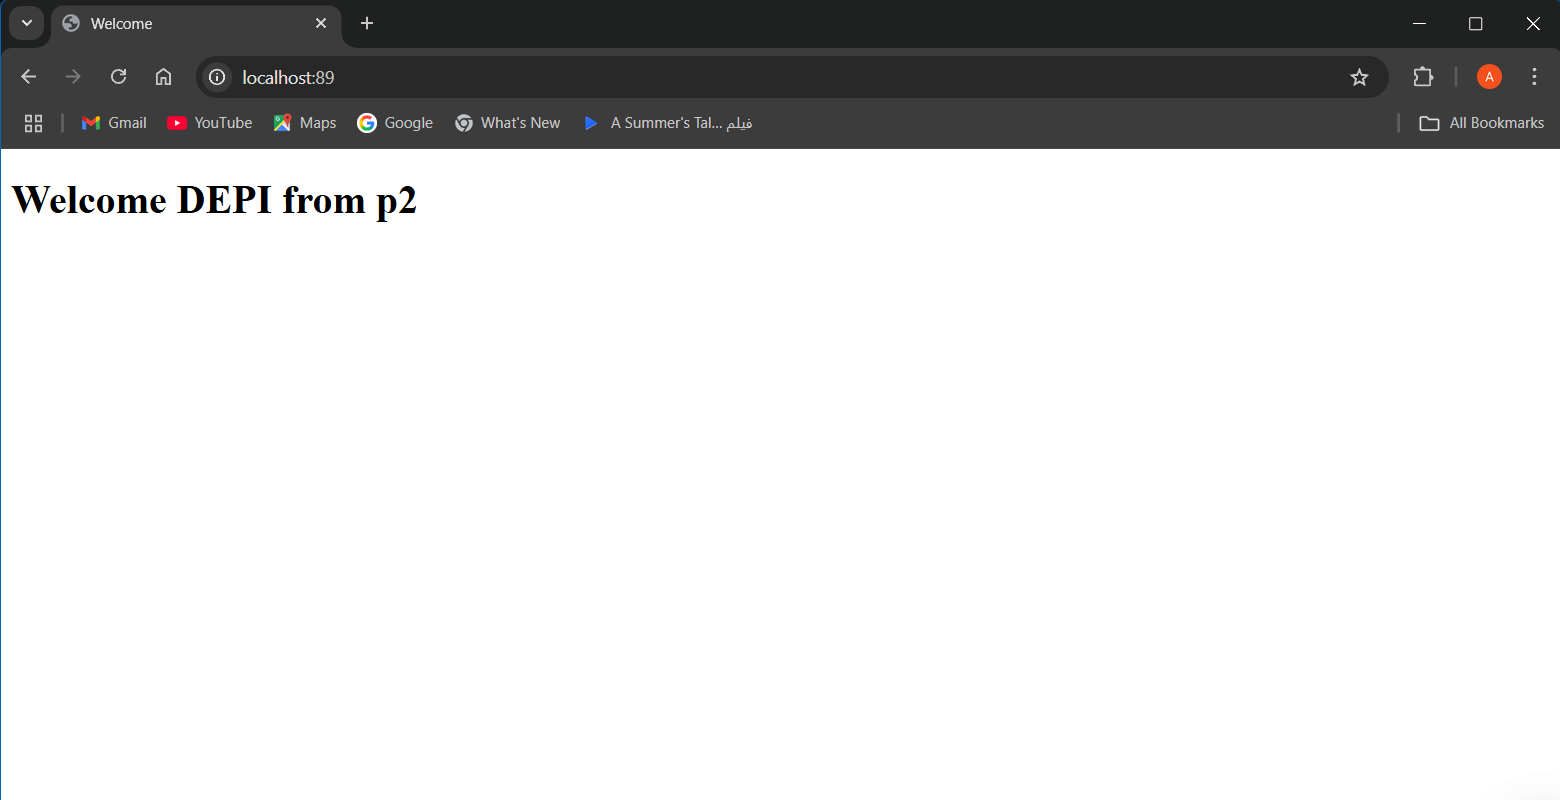 Welcome
localhost:89
A
Gmail
YouTube
Maps
Google
What's New
A Summer's Tal... فيلم
All Bookmarks
Welcome DEPI from p2